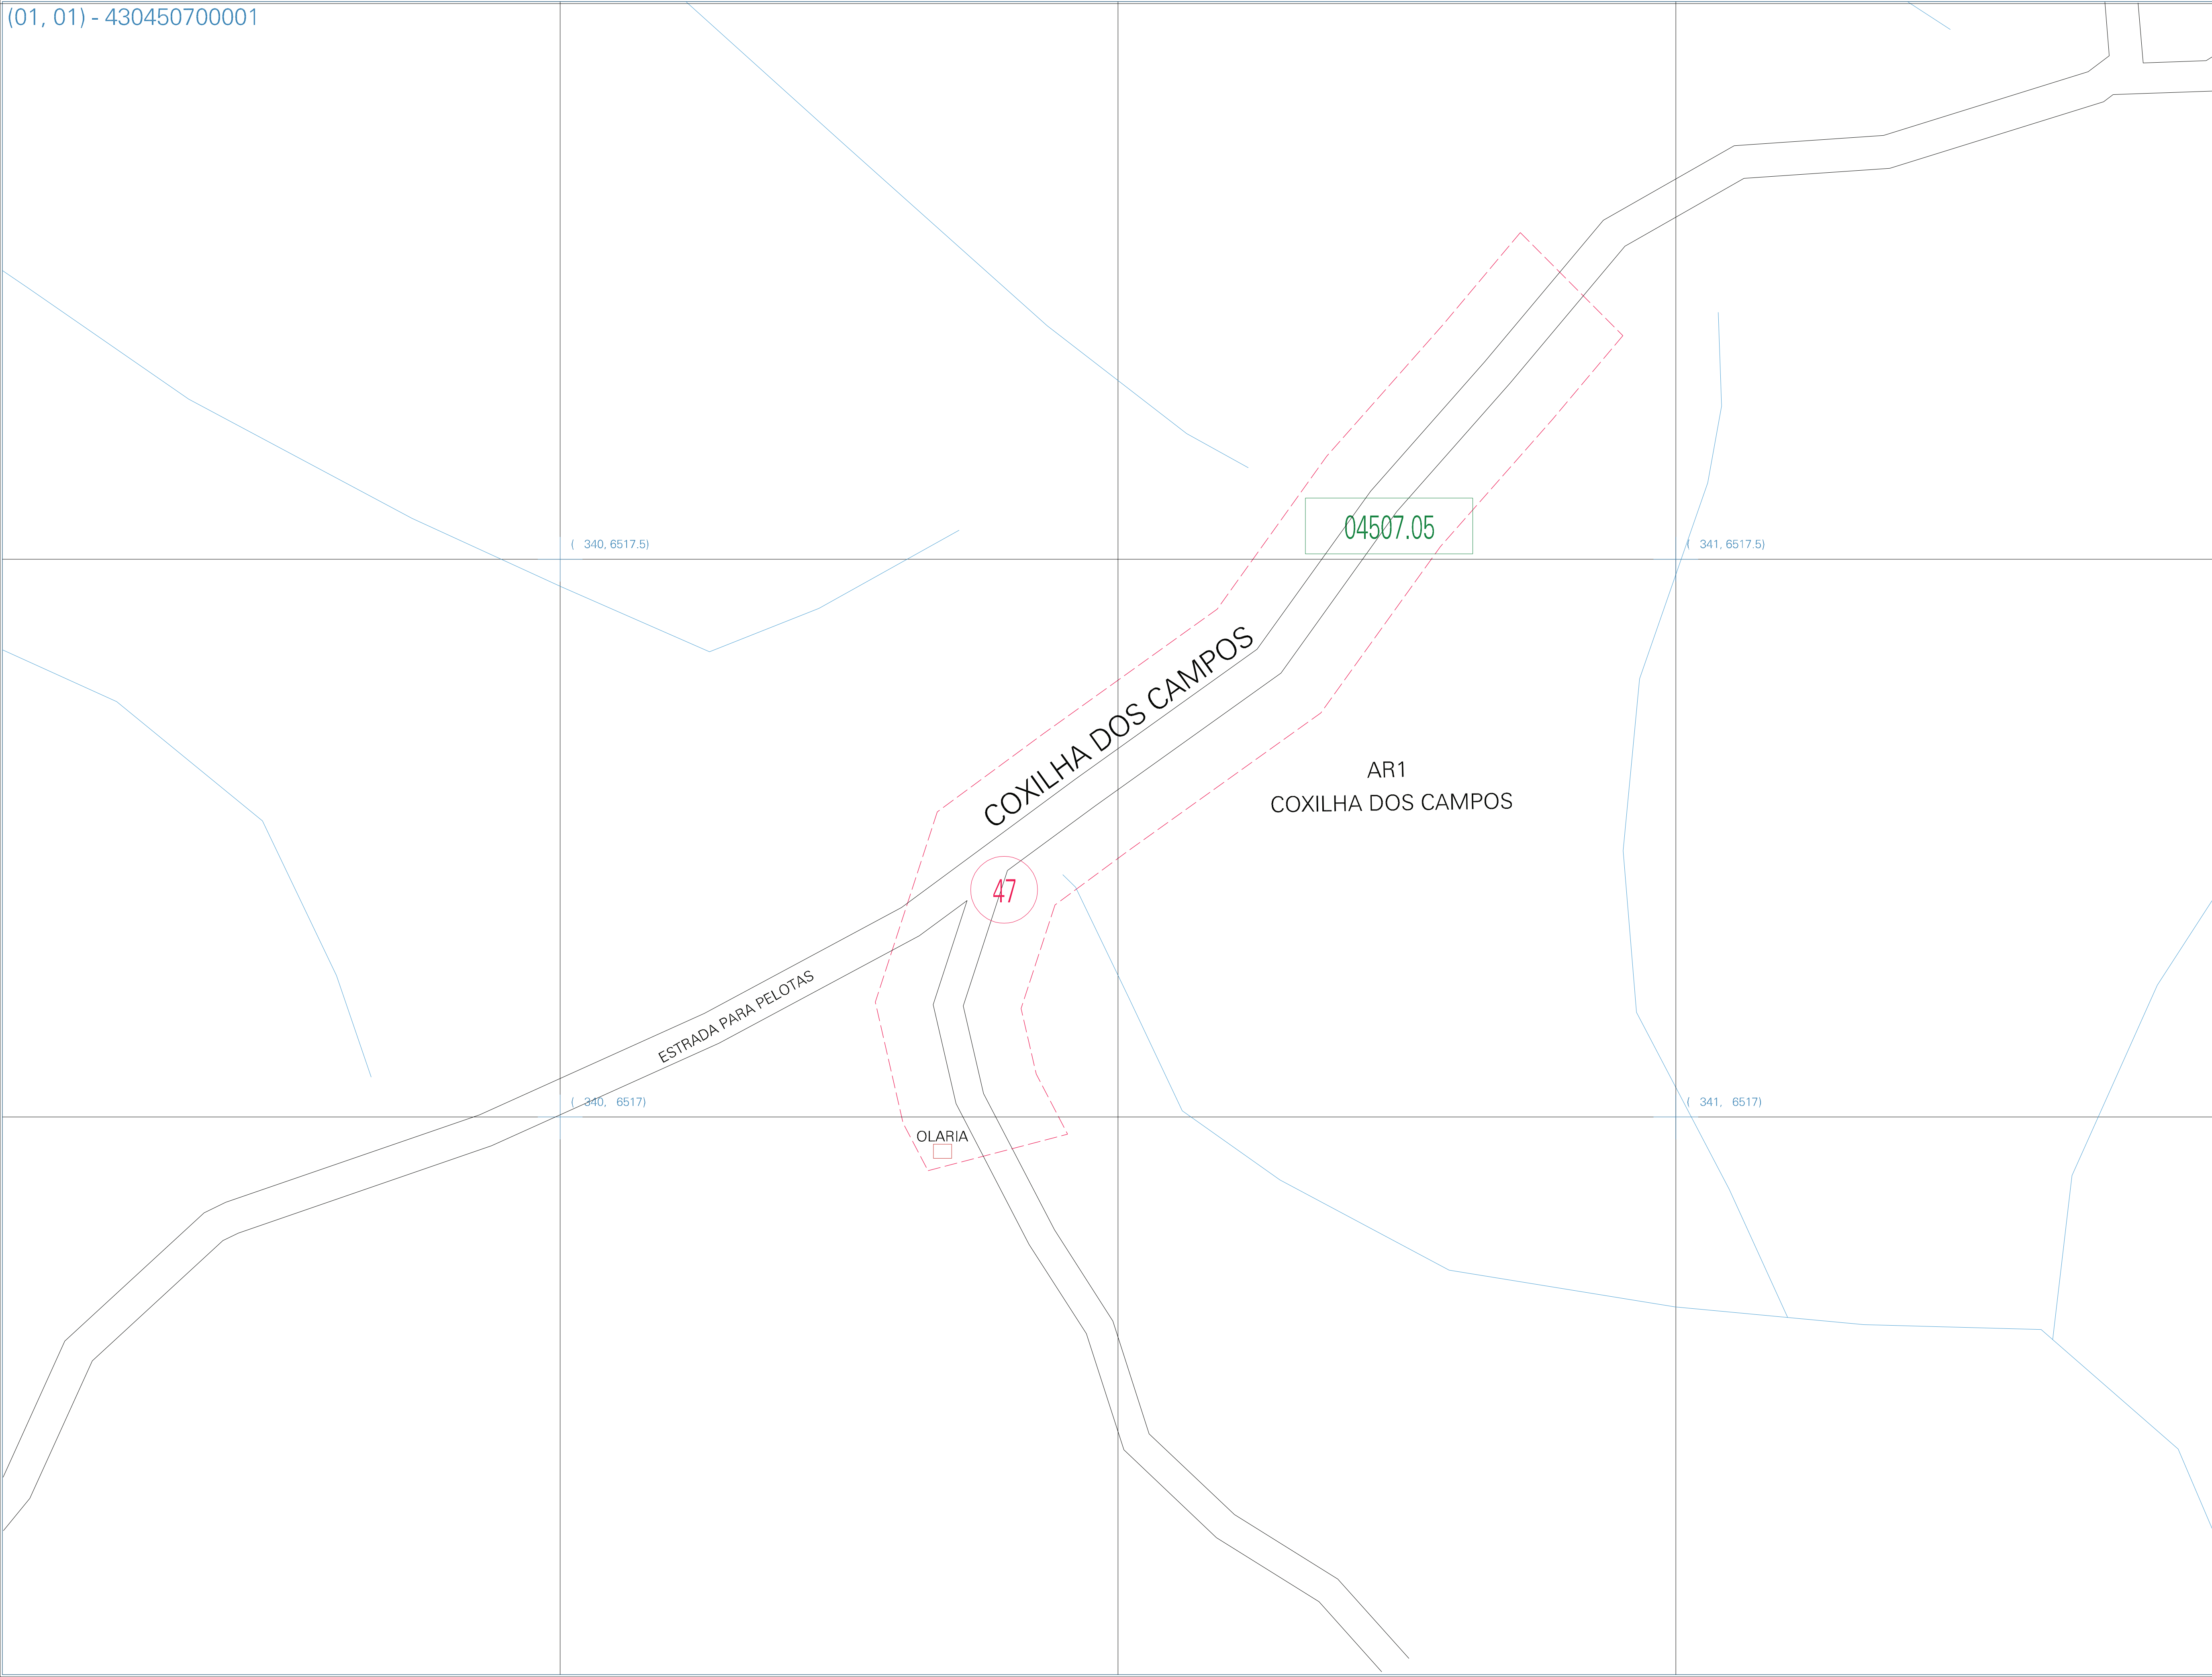 (01, 01) - 430450700001
04507.05
( 340, 6517.5)
( 341, 6517.5)
COXILHA DOS CAMPOS
AR1
COXILHA DOS CAMPOS
47
ESTRADA PARA PELOTAS
( 340, 6517)
( 341, 6517)
OLARIA